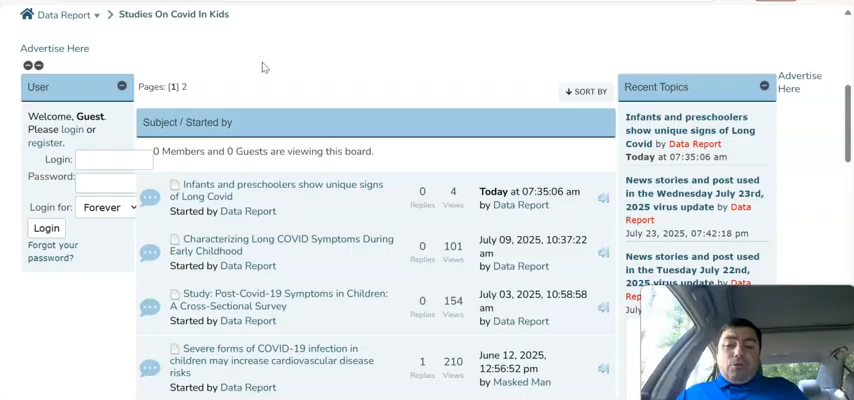 Data Report
Studies On Covid In Kids
Advertise Here
User
Welcome, Guest.
Please login or
register.
Login:
Password:
Login for: Forever
Login
Forgot your
password?
Pages: [1] 2
SORT BY
Subject / Started by
0 Members and 0 Guests are viewing this board.
Infants and preschoolers show unique signs
of Long Covid
Started by Data Report
0
Replies
4
Views
Today at 07:35:06 am
by Data Report
Characterizing Long COVID Symptoms During
Early Childhood
Started by Data Report
0
Replies
101
Views
July 09, 2025, 10:37:22
am
by Data Report
Study: Post-Covid-19 Symptoms in Children:
A Cross-Sectional Survey
Started by Data Report
0
Replies
154
Views
July 03, 2025, 10:58:58
am
by Data Report
Severe forms of COVID-19 infection in
children may increase cardiovascular disease
risks
Started by Data Report
1
Replies
210
Views
June 12, 2025,
12:56:52 pm
by Masked Man
Recent Topics
Infants and preschoolers
show unique signs of Long
Covid by Data Report
Today at 07:35:06 am
News stories and post used
in the Wednesday July 23rd,
2025 virus update by Data
Report
July 23, 2025, 07:42:18 pm
News stories and post used
in the Tuesday July 22nd,
2025 virus update by Data
Advertise
Here